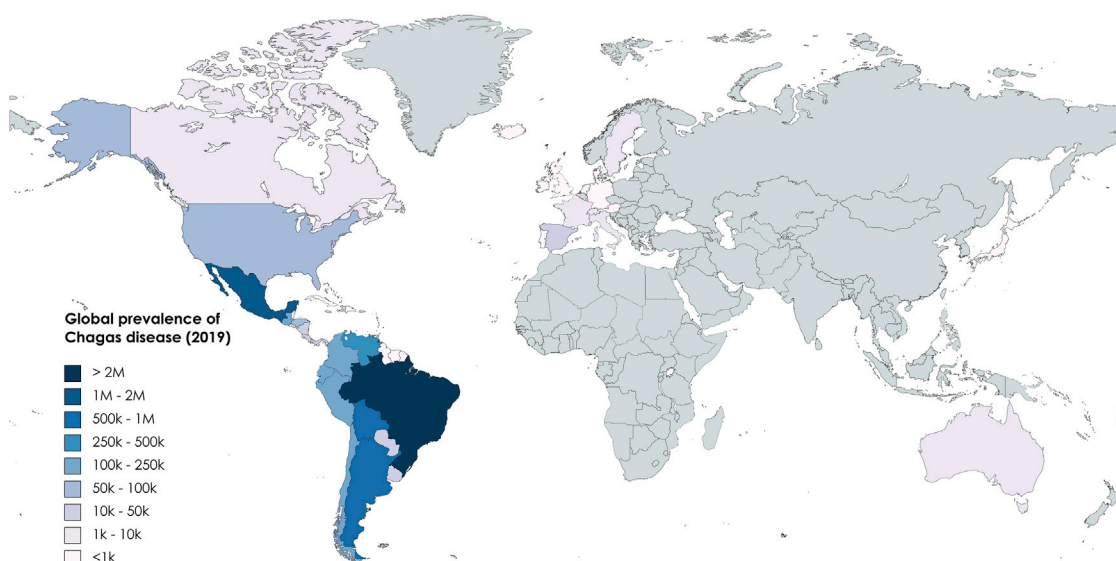 Global prevalence of
Chagas disease (2019)
> 2M
1M - 2M
500k - 1M
250k - 500k
100k - 250k
50k - 100k
10k - 50k
1k - 10k
<1k